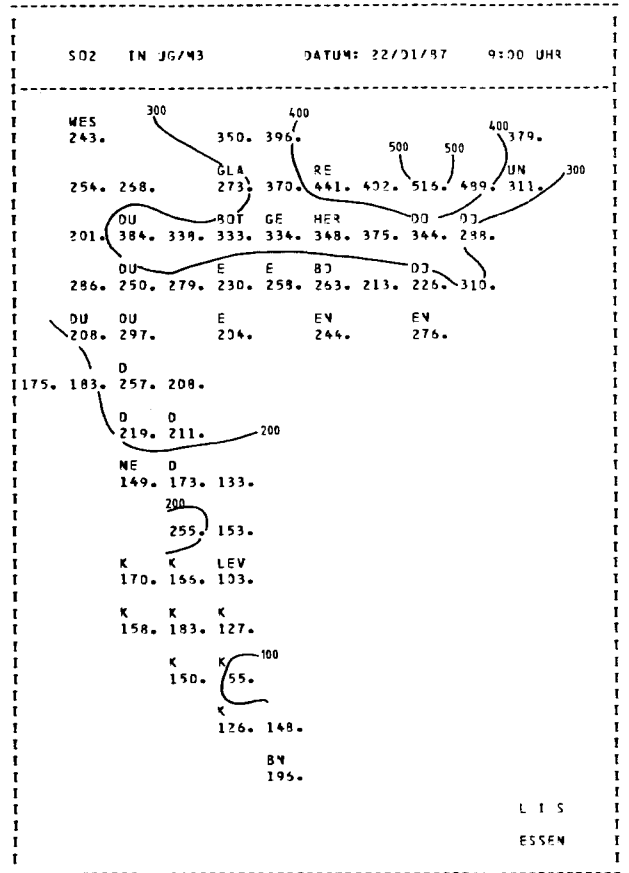 SO2 IN UG/M3 DATUM: 22/01/87 9:00 UHR
300 400 400
WES
243. 350. 396. 379.
500 500
GLA RE UN 300
254. 268. 273. 370. 441. 402. 516. 489. 311.
DU BOT GE HER DO DO
201. 384. 339. 333. 334. 348. 375. 344. 288.
DU E E BO DO
286. 250. 279. 230. 258. 263. 213. 226. 310.
DU DU E EN EN
208. 297. 204. 244. 276.
D
175. 183. 257. 208.
D D
219. 211. 200
NE D
149. 173. 133.
200
255. 153.
K K LEV
170. 166. 103.
K K K
158. 183. 127.
K K 100
150. 55.
K
126. 148.
BN
196.
L I S
ESSEN